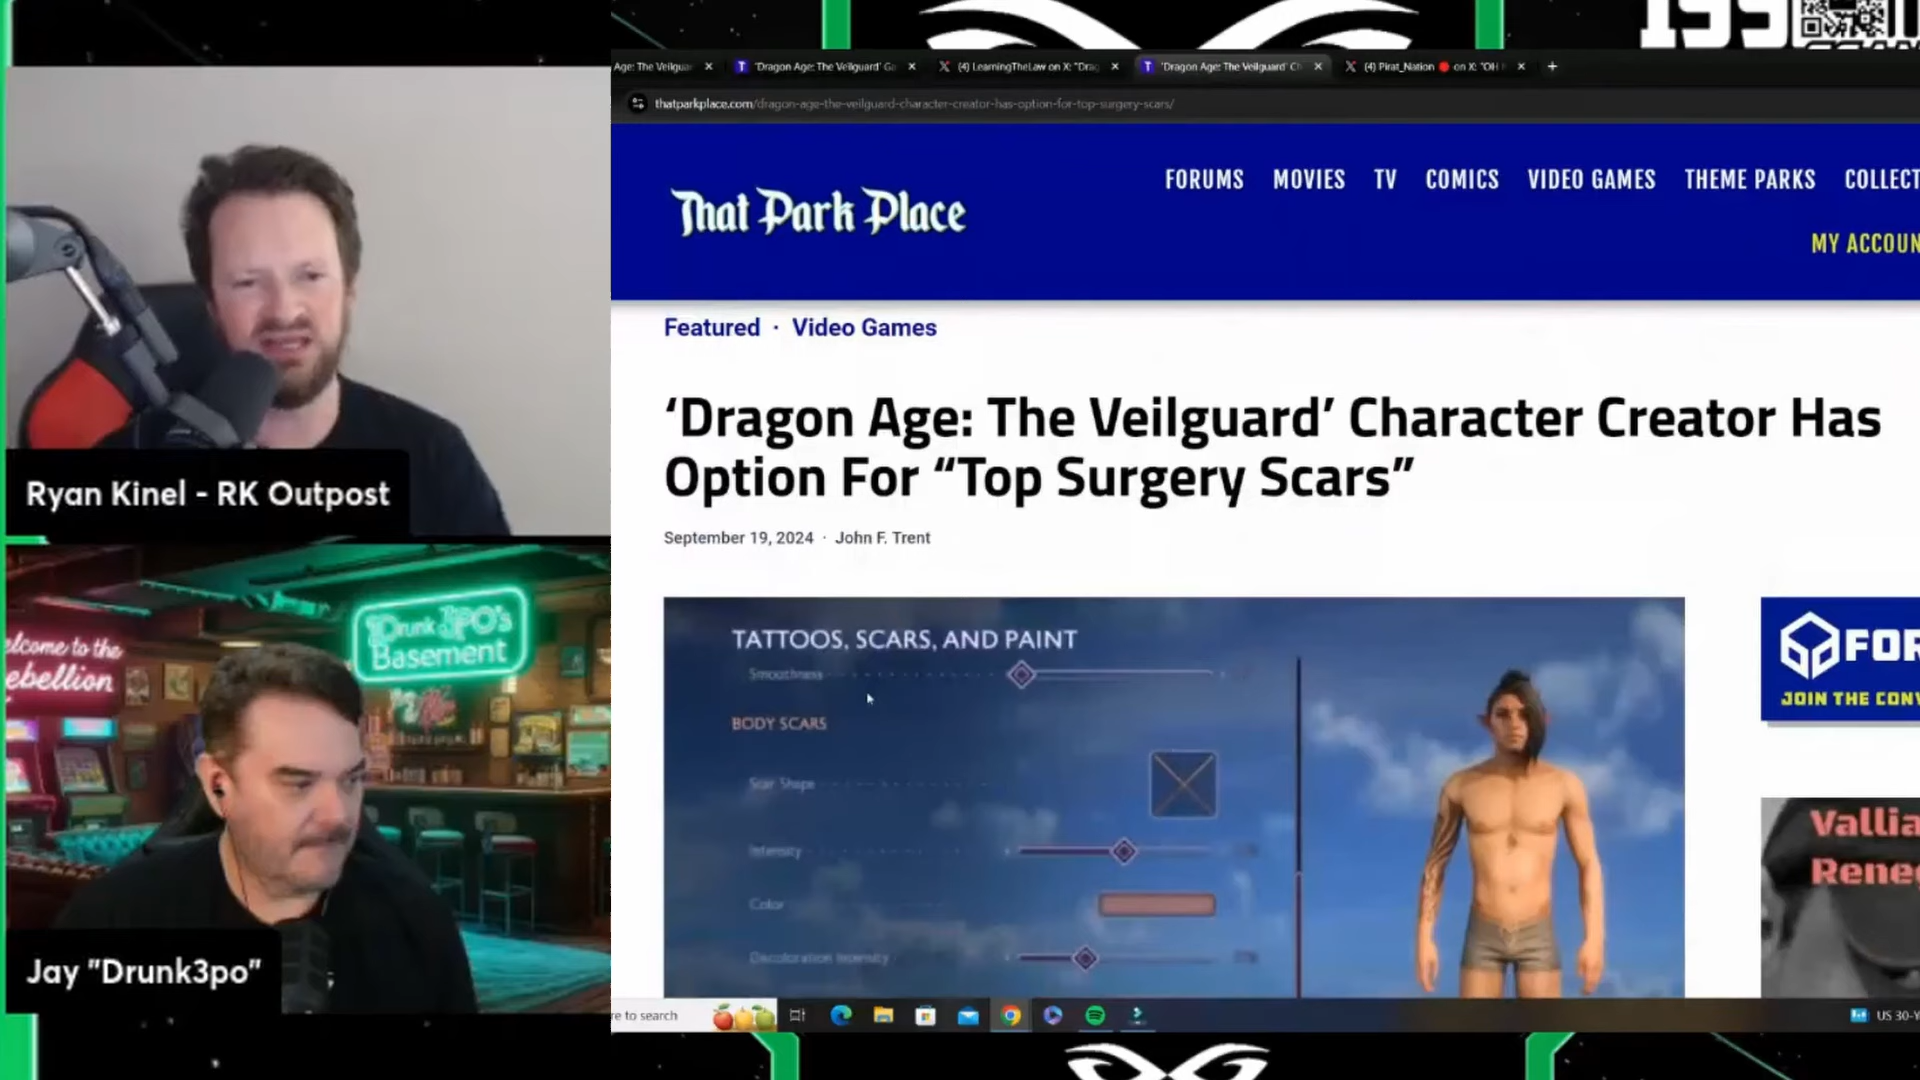 Age: The Veilguar
'Dragon Age: The Veilguard' Ge
(4) LearningTheLaw on X: "Drag
'Dragon Age: The Veilguard' Ch
(4) Pirat_Nation 🔴 on X: "OH
thatparkplace.com/dragon-age-the-veilguard-character-creator-has-option-for-top-surgery-scars/
That Park Place
FORUMS MOVIES TV COMICS VIDEO GAMES THEME PARKS COLLECT
MY ACCOUN
Featured · Video Games
‘Dragon Age: The Veilguard’ Character Creator Has
Option For “Top Surgery Scars”
September 19, 2024 · John F. Trent
TATTOOS, SCARS, AND PAINT
Smoothness
BODY SCARS
Scar Shape
Intensity
Color
Discoloration Intensity
FOR
JOIN THE CONV
Vallia
Rene
re to search
US 30-Y
Ryan Kinel - RK Outpost
elcome to the
ebellion
Drunk 3PO's
Basement
Jay "Drunk3po"